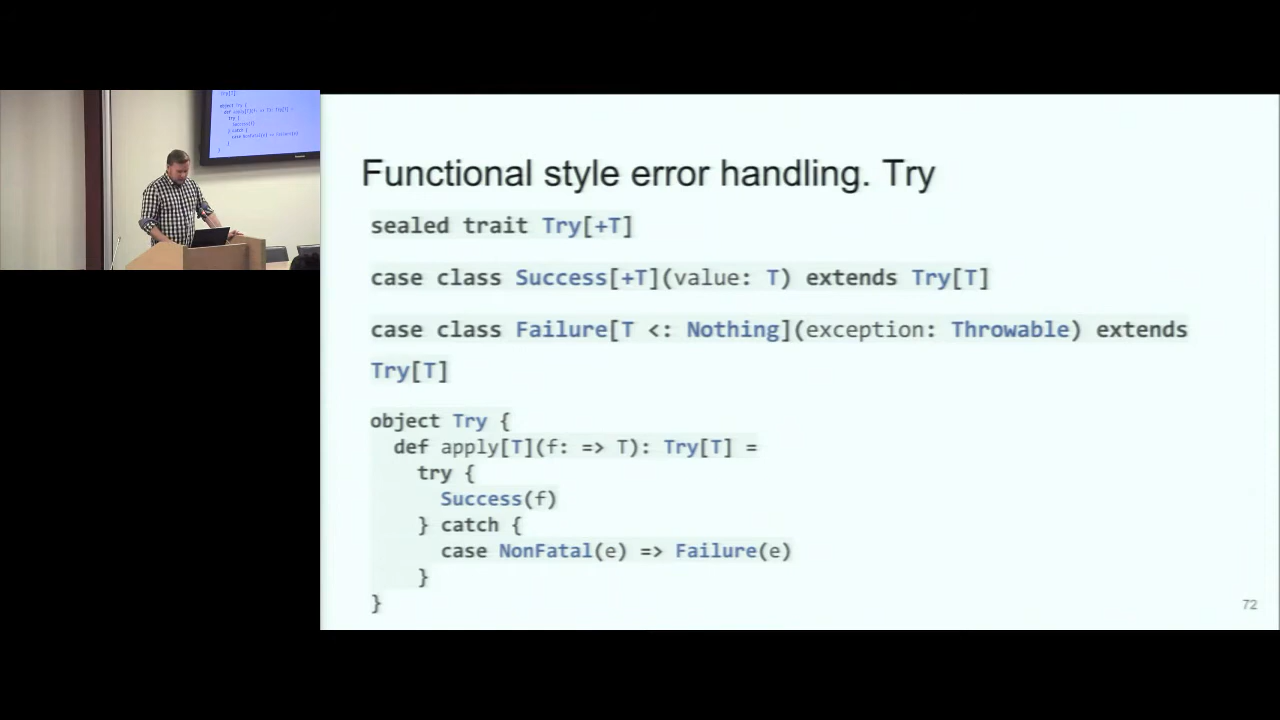 Functional style error handling. Try
sealed trait Try[+T]
case class Success[+T](value: T) extends Try[T]
case class Failure[T <: Nothing](exception: Throwable) extends
Try[T]
object Try {
def apply[T](f: => T): Try[T] =
try {
Success(f)
} catch {
case NonFatal(e) => Failure(e)
}
}
72